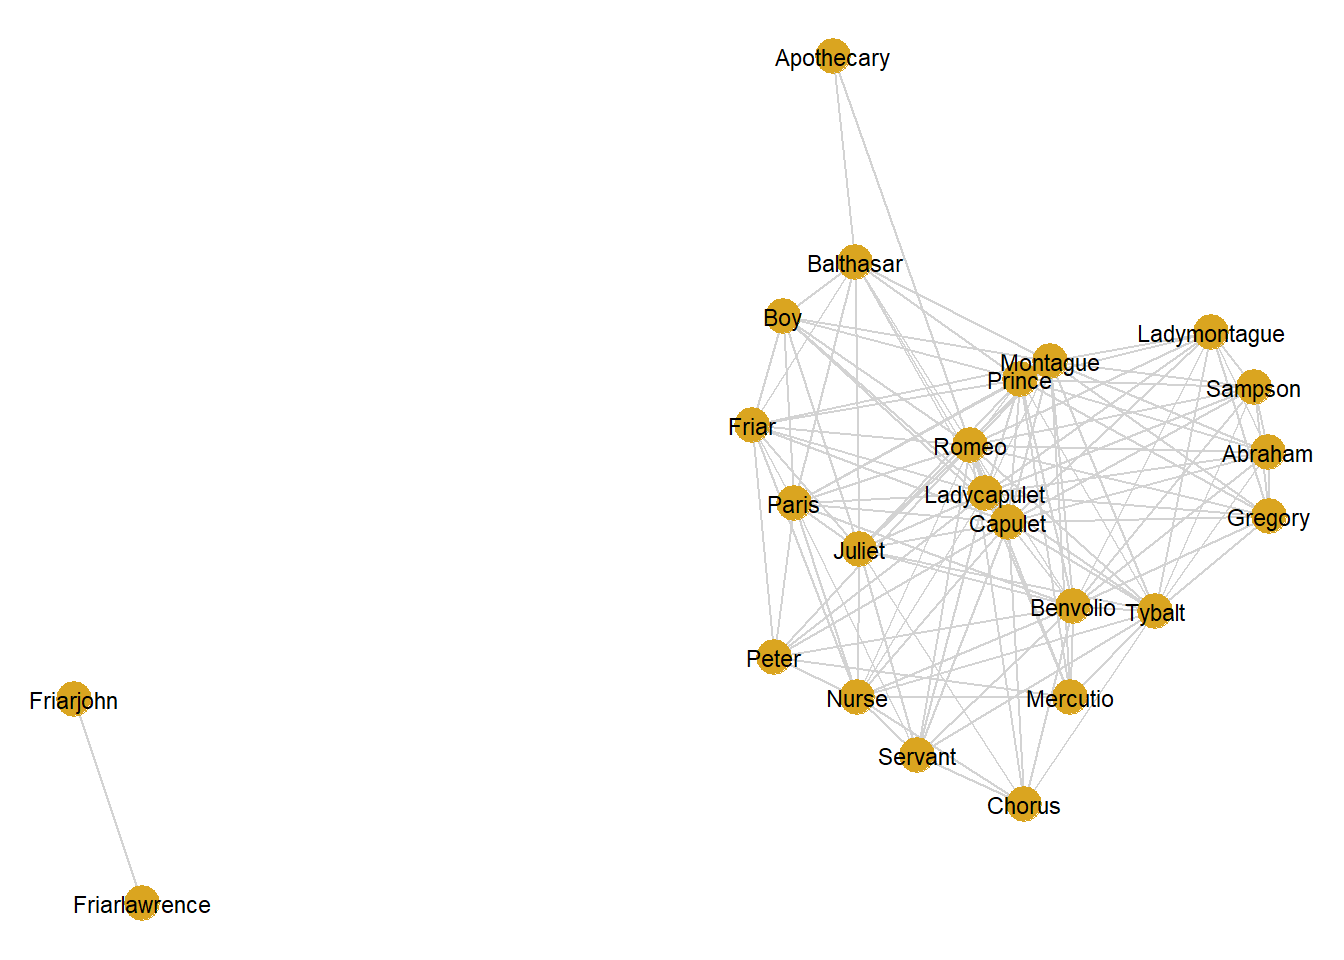 Apothecary
Balthasar
Boy
Ladymontague
Montague
Prince
Sampson
Friar
Romeo
Abraham
Ladycapulet
Paris
Capulet
Gregory
Juliet
Benvolio
Tybalt
Peter
Nurse
Mercutio
Friarjohn
Servant
Chorus
Friarlawrence